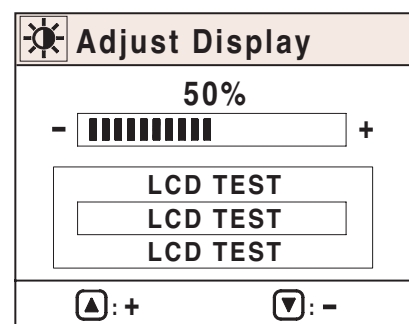 Adjust Display
50%
- +
LCD TEST
LCD TEST
LCD TEST
▲: + ▼: -